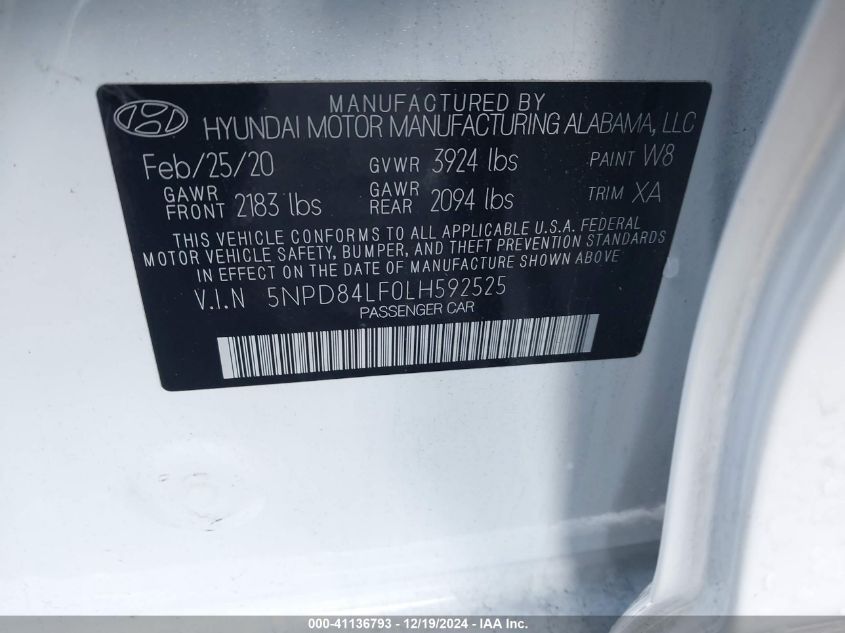 MANUFACTURED BY
HYUNDAI MOTOR MANUFACTURING ALABAMA, LLC
Feb/25/20 GVWR 3924 lbs PAINT W8
GAWR FRONT 2183 lbs GAWR REAR 2094 lbs TRIM XA
THIS VEHICLE CONFORMS TO ALL APPLICABLE U.S.A. FEDERAL
MOTOR VEHICLE SAFETY, BUMPER, AND THEFT PREVENTION STANDARDS
IN EFFECT ON THE DATE OF MANUFACTURE SHOWN ABOVE
V.I.N 5NPD84LF0LH592525
PASSENGER CAR
000-41136793 - 12/19/2024 - IAA Inc.